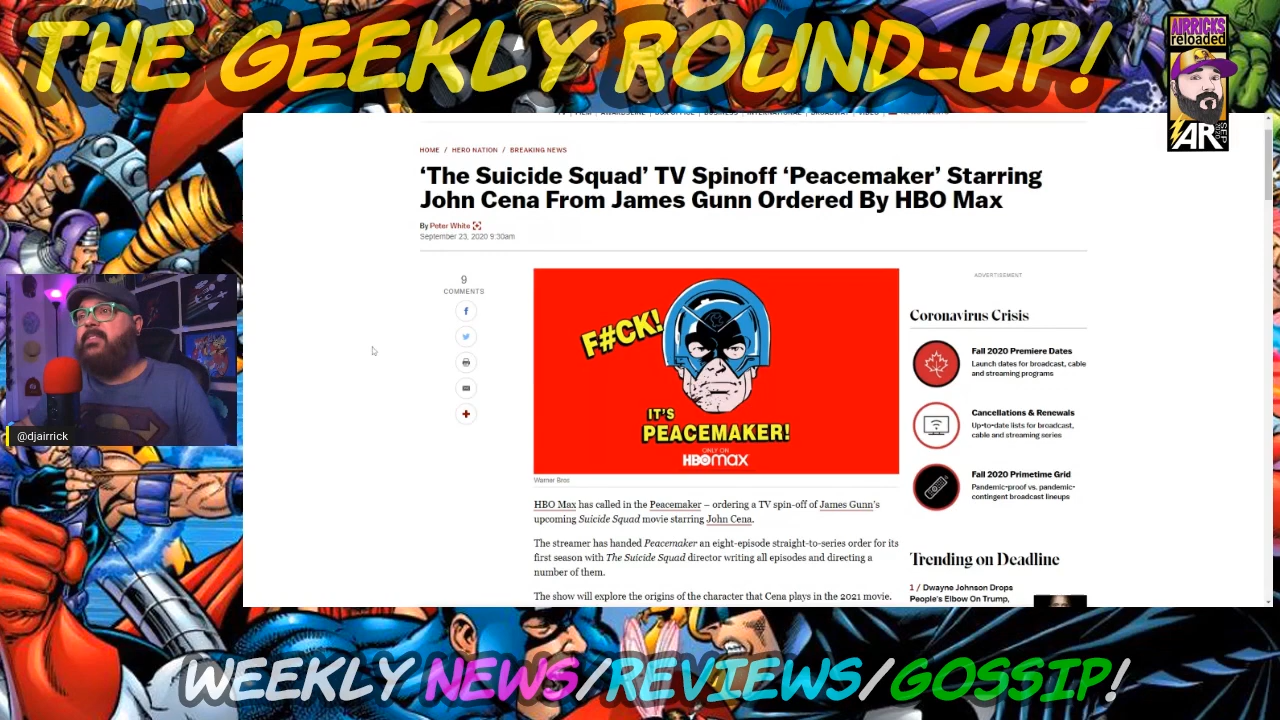 THE GEEKLY ROUND-UP!
AIRRICKS
reloaded
AR
SEP
HOME / HERO NATION / BREAKING NEWS
‘The Suicide Squad’ TV Spinoff ‘Peacemaker’ Starring
John Cena From James Gunn Ordered By HBO Max
By Peter White
September 23, 2020 9:30am
9
COMMENTS
F#CK!
IT'S
PEACEMAKER!
ONLY ON
HBOmax
Warner Bros
HBO Max has called in the Peacemaker – ordering a TV spin-off of James Gunn's
upcoming Suicide Squad movie starring John Cena.
The streamer has handed Peacemaker an eight-episode straight-to-series order for its
first season with The Suicide Squad director writing all episodes and directing a
number of them.
The show will explore the origins of the character that Cena plays in the 2021 movie.
ADVERTISEMENT
Coronavirus Crisis
Fall 2020 Premiere Dates
Launch dates for broadcast, cable
and streaming programs
Cancellations & Renewals
Up-to-date lists for broadcast,
cable and streaming series
Fall 2020 Primetime Grid
Pandemic-proof vs. pandemic-
contingent broadcast lineups
Trending on Deadline
1 / Dwayne Johnson Drops
People's Elbow On Trump,
@djairrick
WEEKLY NEWS/REVIEWS/GOSSIP!